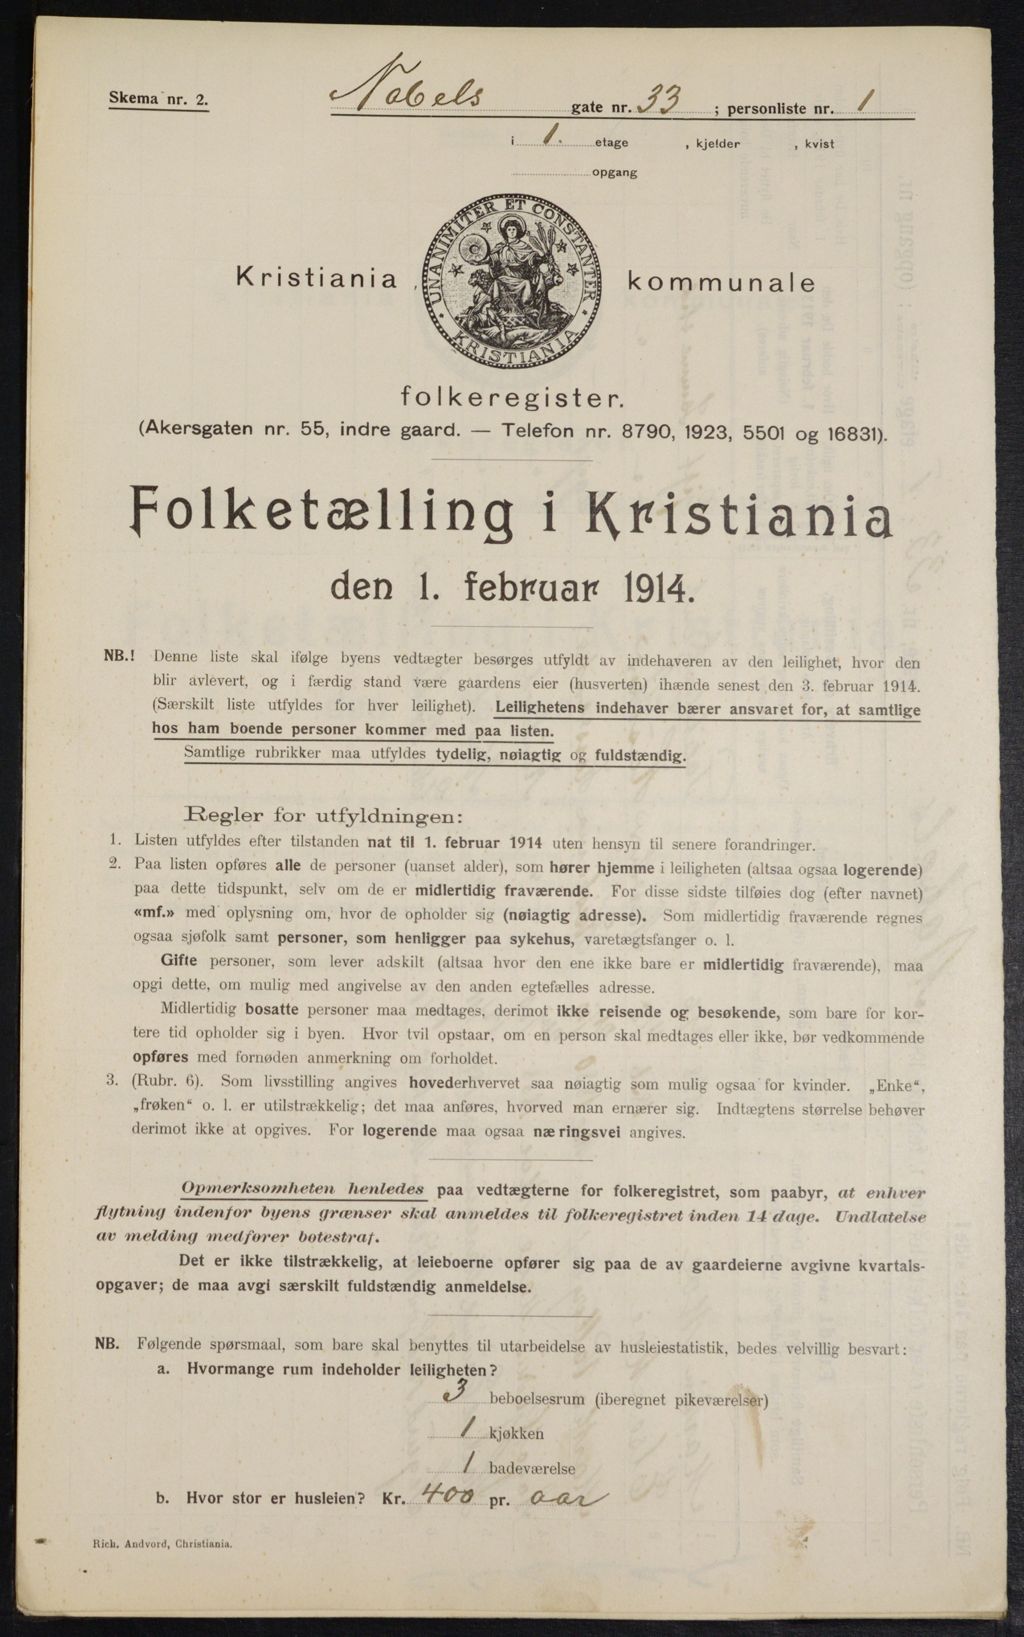 Skema nr. 2.
Nobels gate nr. 33 ; personliste nr. 1
i 1. etage , kjelder , kvist
opgang
UNANIMITER ET CONSTANTER
KRISTIANIA
Kristiania kommunale
folkeregister.
(Akersgaten nr. 55, indre gaard. — Telefon nr. 8790, 1923, 5501 og 16831).
Folketælling i Kristiania
den 1. februar 1914.
NB.! Denne liste skal ifølge byens vedtægter besørges utfyldt av indehaveren av den leilighet, hvor den
blir avlevert, og i færdig stand være gaardens eier (husverten) ihænde senest den 3. februar 1914.
(Særskilt liste utfyldes for hver leilighet). Leilighetens indehaver bærer ansvaret for, at samtlige
hos ham boende personer kommer med paa listen.
Samtlige rubrikker maa utfyldes tydelig, nøiagtig og fuldstændig.
Regler for utfyldningen:
1. Listen utfyldes efter tilstanden nat til 1. februar 1914 uten hensyn til senere forandringer.
2. Paa listen opføres alle de personer (uanset alder), som hører hjemme i leiligheten (altsaa ogsaa logerende)
paa dette tidspunkt, selv om de er midlertidig fraværende. For disse sidste tilføies dog (efter navnet)
«mf.» med oplysning om, hvor de opholder sig (nøiagtig adresse). Som midlertidig fraværende regnes
ogsaa sjøfolk samt personer, som henligger paa sykehus, varetægtsfanger o. l.
Gifte personer, som lever adskilt (altsaa hvor den ene ikke bare er midlertidig fraværende), maa
opgi dette, om mulig med angivelse av den anden egtefælles adresse.
Midlertidig bosatte personer maa medtages, derimot ikke reisende og besøkende, som bare for kor-
tere tid opholder sig i byen. Hvor tvil opstaar, om en person skal medtages eller ikke, bør vedkommende
opføres med fornøden anmerkning om forholdet.
3. (Rubr. 6). Som livsstilling angives hovederhvervet saa nøiagtig som mulig ogsaa for kvinder. „Enke“,
„frøken“ o. l. er utilstrækkelig; det maa anføres, hvorved man ernærer sig. Indtægtens størrelse behøver
derimot ikke at opgives. For logerende maa ogsaa næringsvei angives.
Opmerksomheten henledes paa vedtægterne for folkeregistret, som paabyr, at enhver
flytning indenfor byens grænser skal anmeldes til folkeregistret inden 14 dage. Undlatelse
av melding medfører botestraf.
Det er ikke tilstrækkelig, at leieboerne opfører sig paa de av gaardeierne avgivne kvartals-
opgaver; de maa avgi særskilt fuldstændig anmeldelse.
NB. Følgende spørsmaal, som bare skal benyttes til utarbeidelse av husleiestatistik, bedes velvillig besvart:
a. Hvormange rum indeholder leiligheten?
3 beboelsesrum (iberegnet pikeværelser)
1 kjøkken
1 badeværelse
b. Hvor stor er husleien? Kr. 400 pr. aar
Rich. Andvord, Christiania.